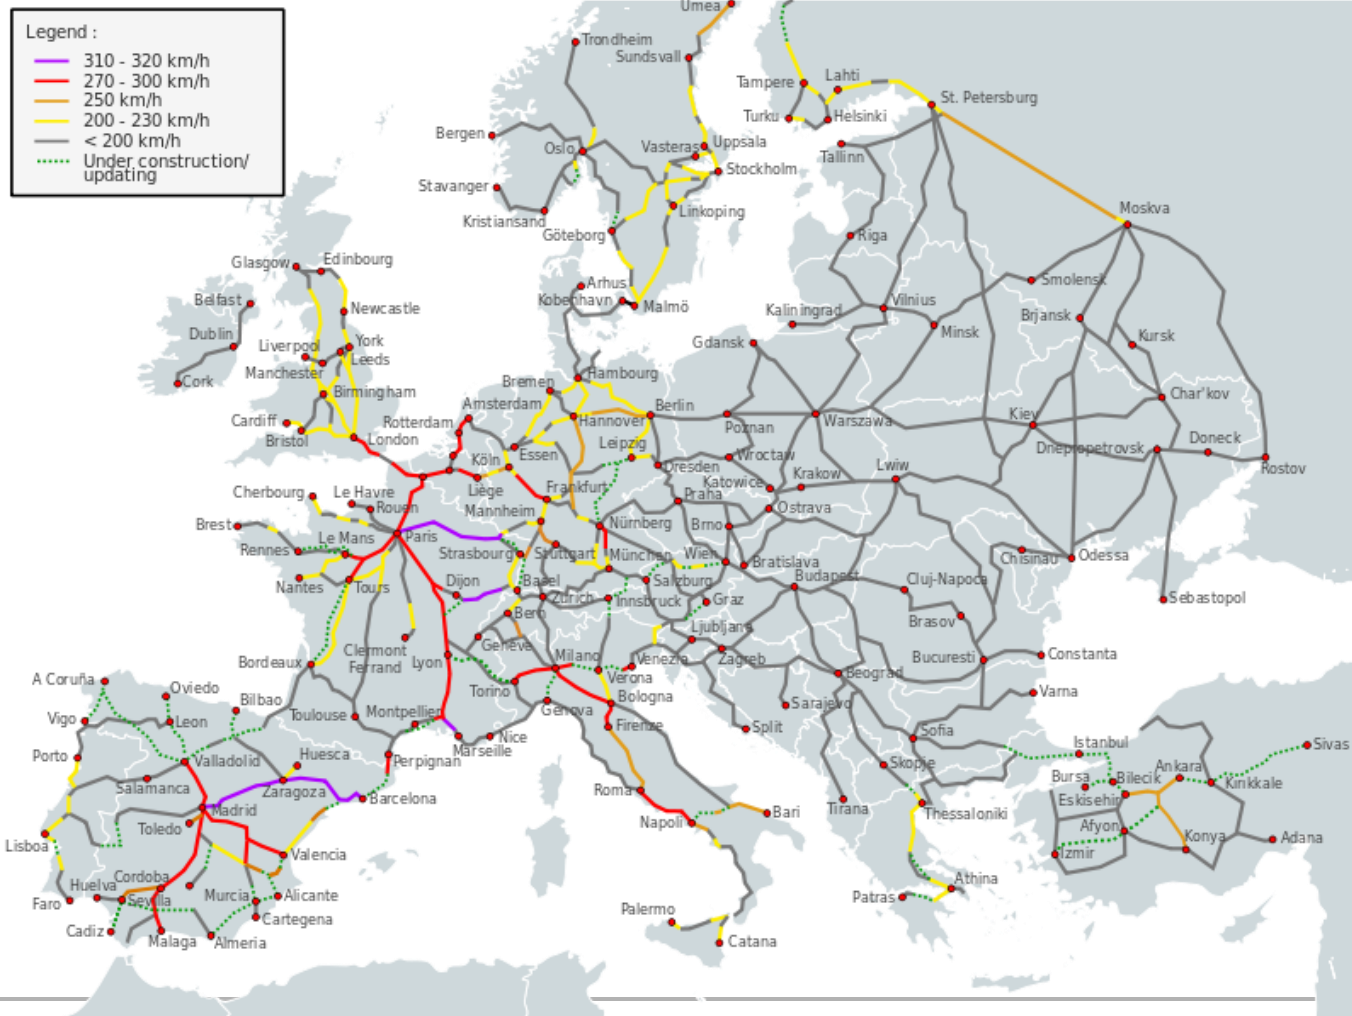 Legend :
310 - 320 km/h
270 - 300 km/h
250 km/h
200 - 230 km/h
< 200 km/h
Under construction/
updating
Umea
Trondheim
Sundsvall
Tampere
Lahti
St. Petersburg
Turku
Helsinki
Bergen
Oslo
Vasteras
Uppsala
Tallinn
Stockholm
Stavanger
Linkoping
Kristiansand
Moskva
Göteborg
Riga
Glasgow
Edinbourg
Smolensk
Arhus
Belfast
Kobenhavn
Malmö
Newcastle
Kaliningrad
Vilnius
Brjansk
Minsk
Dublin
York
Liverpool
Leeds
Gdansk
Kursk
Manchester
Hambourg
Cork
Bremen
Birmingham
Amsterdam
Berlin
Char'kov
Cardiff
Rotterdam
Hannover
Poznan
Warszawa
Kiev
Bristol
London
Leipzig
Dnepropetrovsk
Doneck
Essen
Köln
Dresden
Wroctaw
Lwiw
Rostov
Liège
Frankfurt
Katowice
Krakow
Cherbourg
Le Havre
Praha
Rouen
Mannheim
Ostrava
Brest
Nürnberg
Brno
Le Mans
Paris
Rennes
Strasbourg
Stuttgart
München
Wien
Bratislava
Chisinau
Odessa
Nantes
Tours
Dijon
Basel
Salzburg
Budapest
Cluj-Napoca
Zurich
Innsbruck
Graz
Sebastopol
Bern
Brasov
Clermont
Ferrand
Genève
Ljubljana
Bordeaux
Lyon
Milano
Venezia
Zagreb
Bucuresti
Constanta
Verona
Beograd
A Coruña
Oviedo
Torino
Bologna
Varna
Bilbao
Vigo
Leon
Toulouse
Montpellier
Genova
Sarajevo
Firenze
Split
Sofia
Nice
Marseille
Istanbul
Sivas
Porto
Valladolid
Huesca
Perpignan
Skopje
Ankara
Bursa
Bilecik
Kinkkale
Salamanca
Zaragoza
Roma
Eskisehir
Barcelona
Tirana
Madrid
Bari
Thessaloniki
Toledo
Napoli
Afyon
Konya
Adana
Lisboa
Valencia
Izmir
Cordoba
Huelva
Athina
Murcia
Alicante
Patras
Faro
Sevilla
Palermo
Cartegena
Cadiz
Malaga
Almeria
Catana